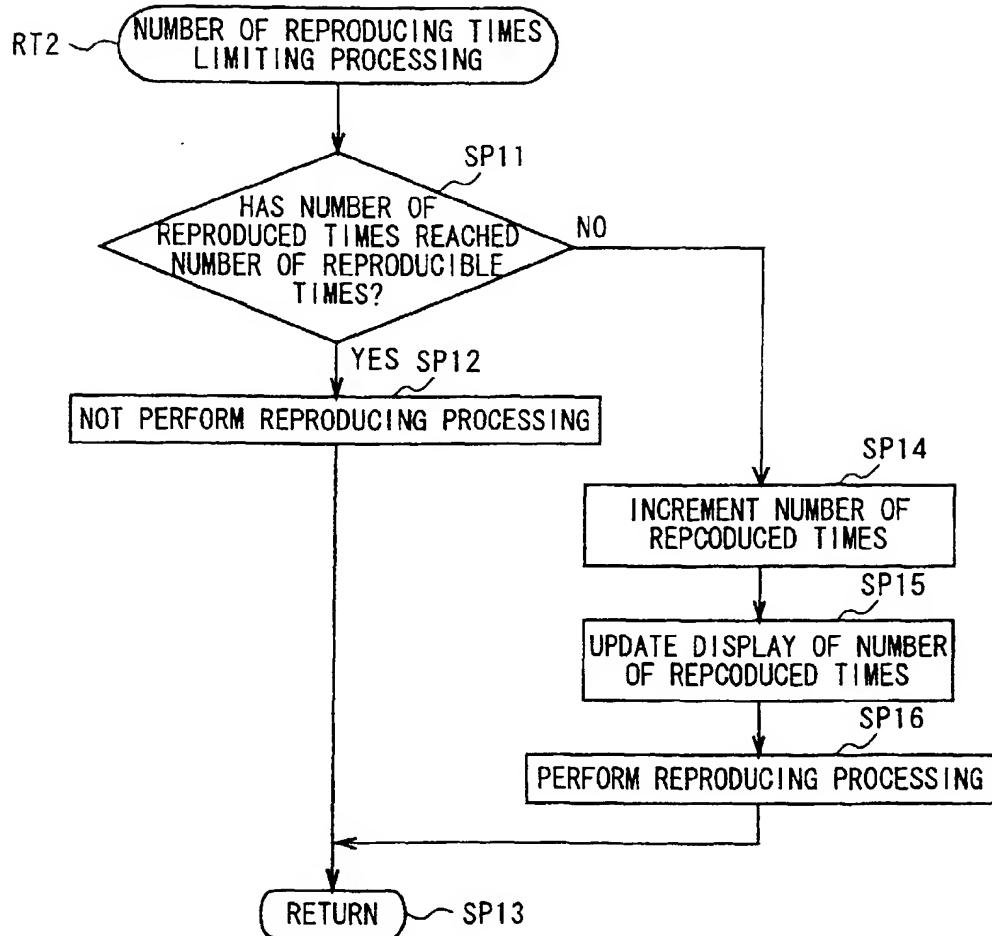 RT2
NUMBER OF REPRODUCING TIMES
LIMITING PROCESSING
SP11
HAS NUMBER OF
REPRODUCED TIMES REACHED
NUMBER OF REPRODUCIBLE
TIMES?
NO
YES
SP12
NOT PERFORM REPRODUCING PROCESSING
SP14
INCREMENT NUMBER OF
REPCODUCED TIMES
SP15
UPDATE DISPLAY OF NUMBER
OF REPCODUCED TIMES
SP16
PERFORM REPRODUCING PROCESSING
RETURN
SP13